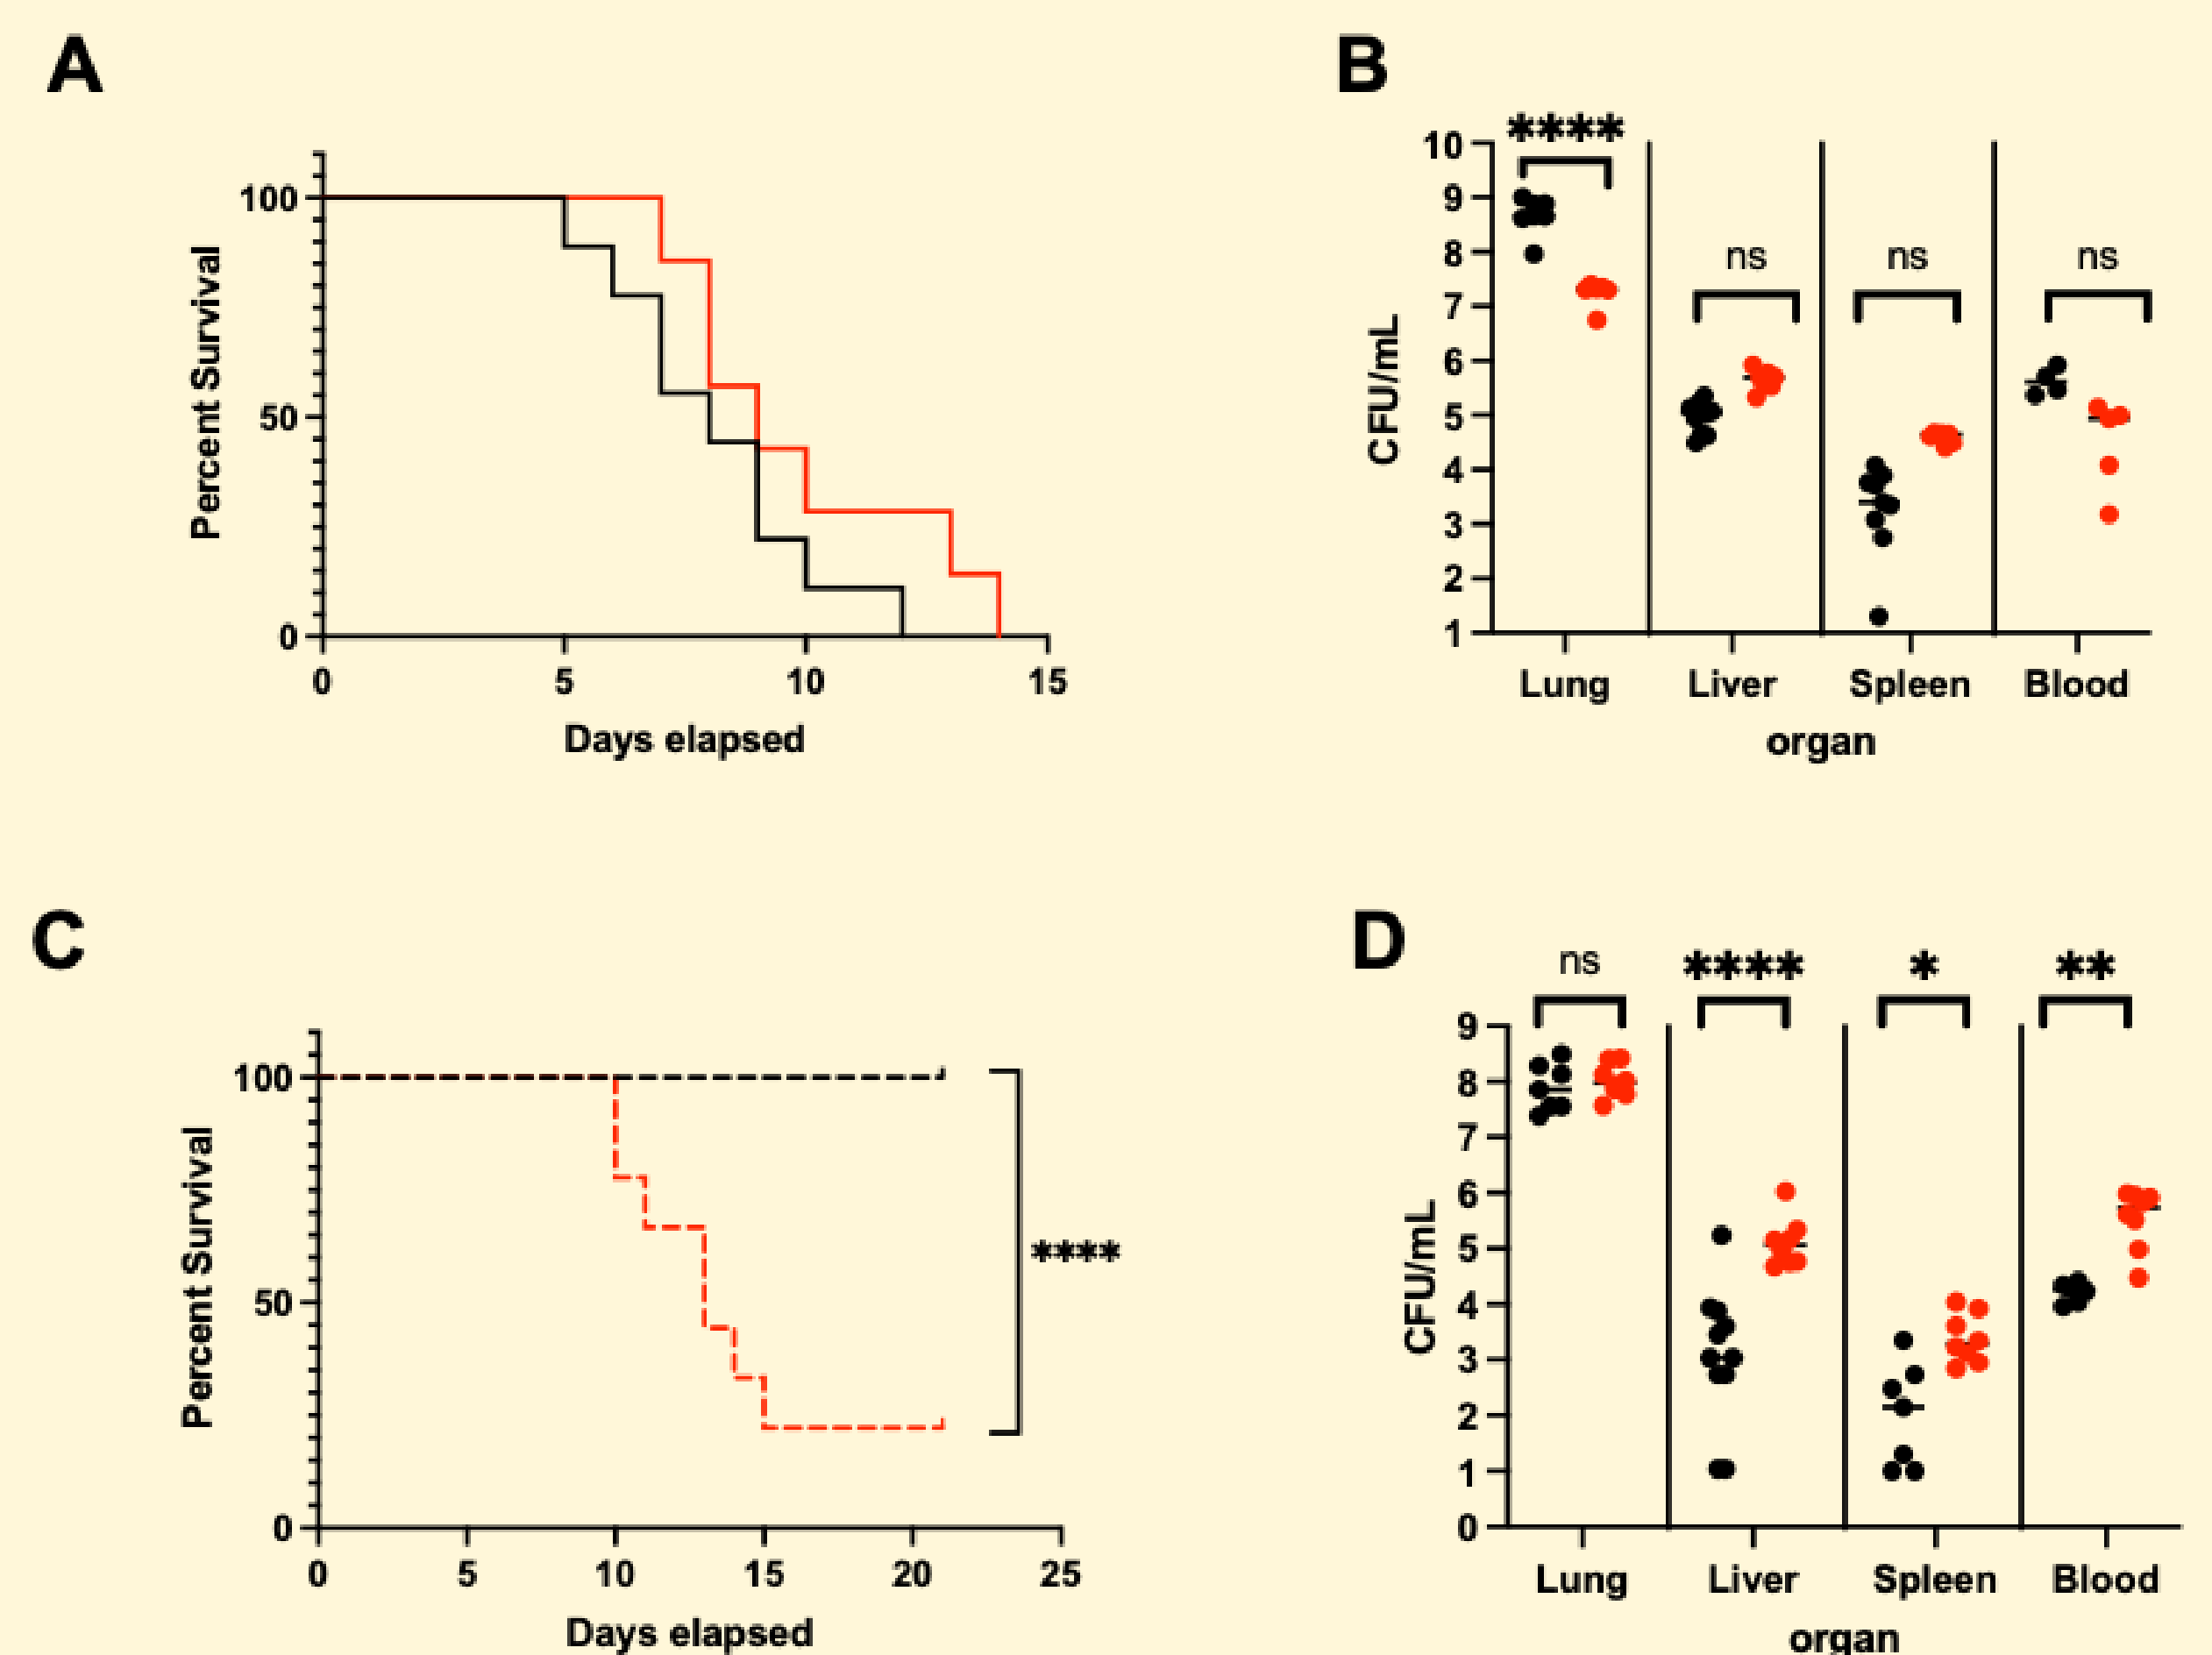 A
100
50
0
Percent Survival
0 5 10 15
Days elapsed
B
****
ns ns ns
10
9
8
7
6
5
4
3
2
1
CFU/mL
Lung Liver Spleen Blood
organ
C
100
50
0
Percent Survival
****
0 5 10 15 20 25
Days elapsed
D
ns **** * **
9
8
7
6
5
4
3
2
1
0
CFU/mL
Lung Liver Spleen Blood
organ